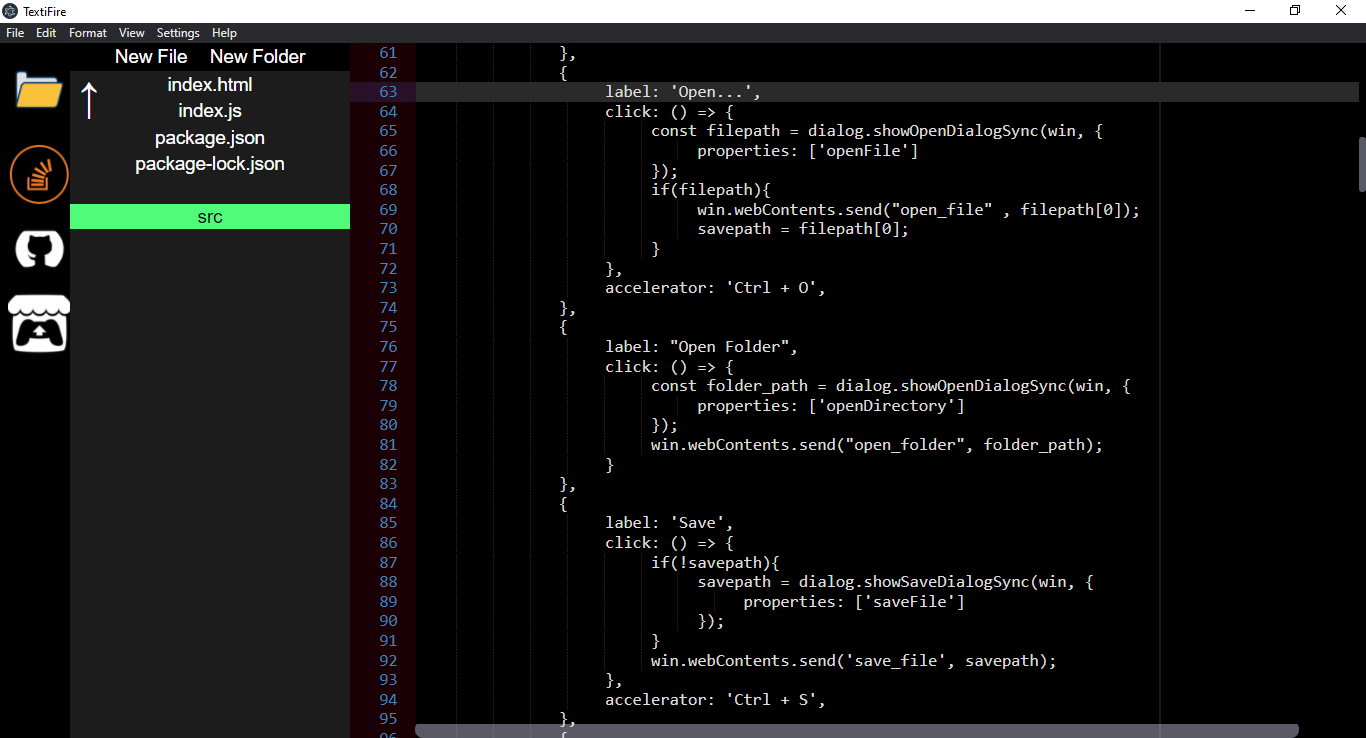 TextiFire
File Edit Format View Settings Help
New File New Folder
index.html
index.js
package.json
package-lock.json
src
61 },
62 {
63 label: 'Open...',
64 click: () => {
65 const filepath = dialog.showOpenDialogSync(win, {
66 properties: ['openFile']
67 });
68 if(filepath){
69 win.webContents.send("open_file" , filepath[0]);
70 savepath = filepath[0];
71 }
72 },
73 accelerator: 'Ctrl + O',
74 },
75 {
76 label: "Open Folder",
77 click: () => {
78 const folder_path = dialog.showOpenDialogSync(win, {
79 properties: ['openDirectory']
80 });
81 win.webContents.send("open_folder", folder_path);
82 }
83 },
84 {
85 label: 'Save',
86 click: () => {
87 if(!savepath){
88 savepath = dialog.showSaveDialogSync(win, {
89 properties: ['saveFile']
90 });
91 }
92 win.webContents.send('save_file', savepath);
93 },
94 accelerator: 'Ctrl + S',
95 },
96 {